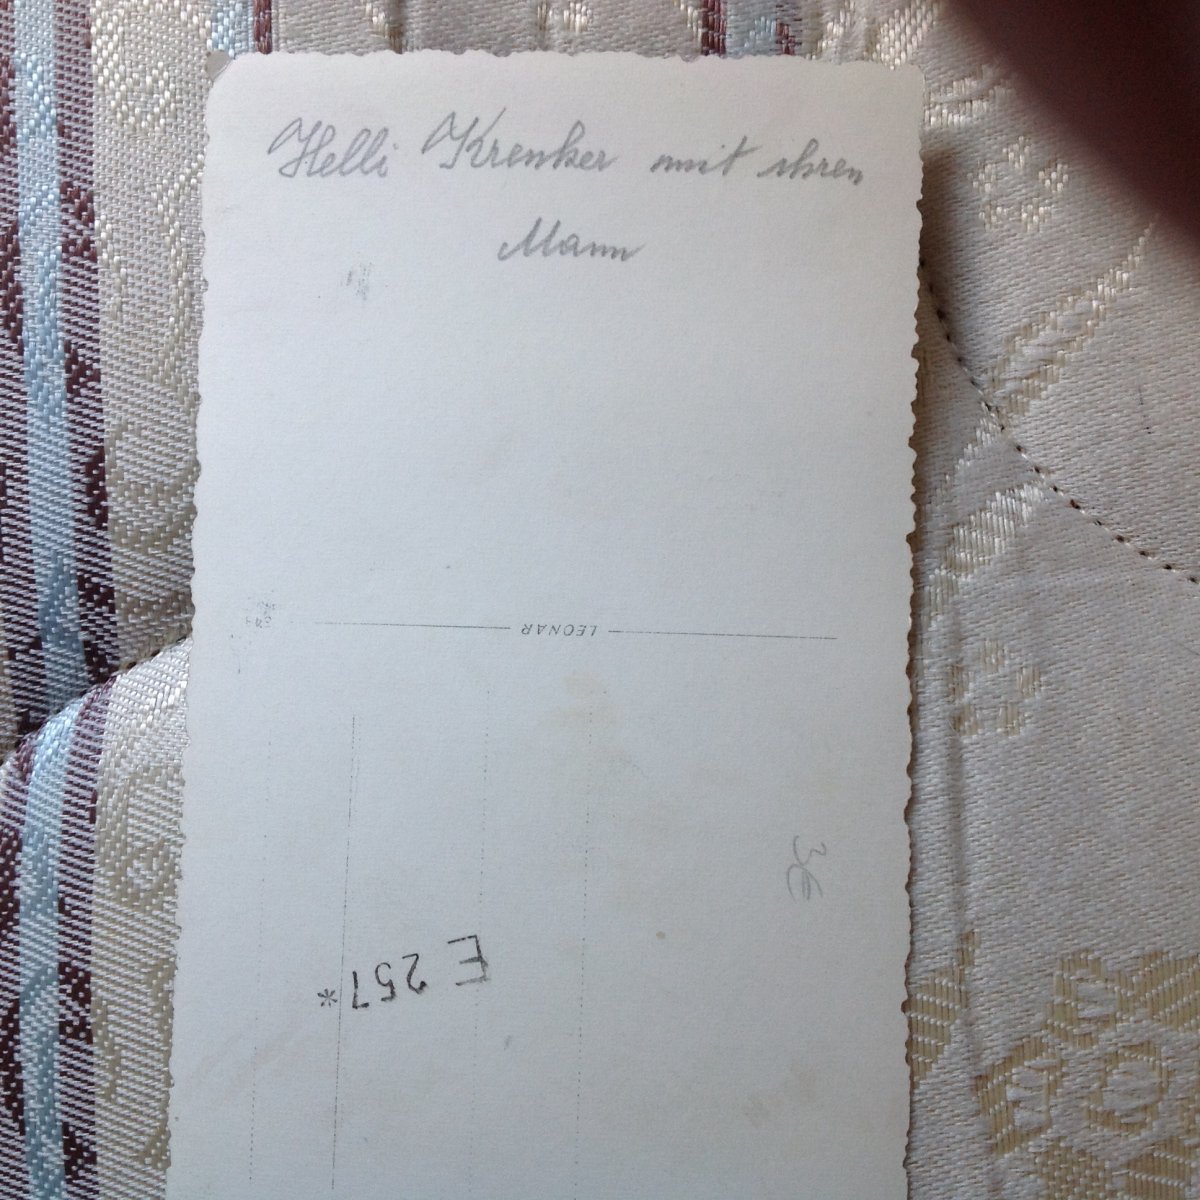 Helli Krenker mit ihren
Mann
LEONAR
E 257*